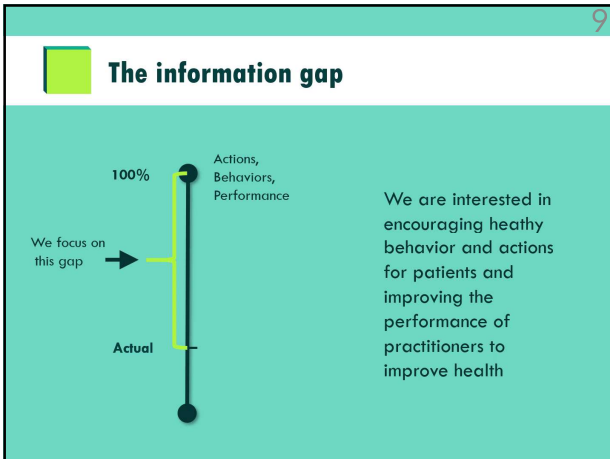 9
The information gap
100%
Actions,
Behaviors,
Performance
We focus on
this gap
Actual
We are interested in
encouraging heathy
behavior and actions
for patients and
improving the
performance of
practitioners to
improve health